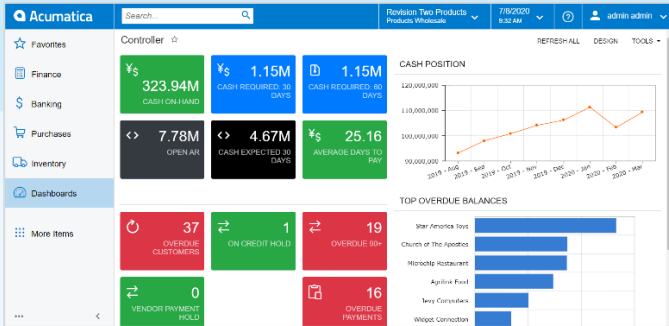 Acumatica
Search...
Revision Two Products
Products Wholesale
7/8/2020
8:32 AM
admin admin
Favorites
Finance
Banking
Purchases
Inventory
Dashboards
More Items
Controller
REFRESH ALL DESIGN TOOLS
¥$ 323.94M
CASH ON-HAND
¥$ 1.15M
CASH REQUIRED: 30
DAYS
1.15M
CASH REQUIRED: 60
DAYS
7.78M
OPEN AR
4.67M
CASH EXPECTED 30
DAYS
¥$ 25.16
AVERAGE DAYS TO
PAY
37
OVERDUE
CUSTOMERS
1
ON CREDIT HOLD
19
OVERDUE 90+
0
VENDOR PAYMENT
HOLD
16
OVERDUE
PAYMENTS
CASH POSITION
120,000,000
110,000,000
100,000,000
90,000,000
2019 - Aug
2019 - Sep
2019 - Oct
2019 - Nov
2019 - Dec
2020 - Jan
2020 - Feb
2020 - Mar
TOP OVERDUE BALANCES
Star America Toys
Church of The Apostles
Microchip Restaurant
Agrilink Food
Jevy Computers
Widget Connection